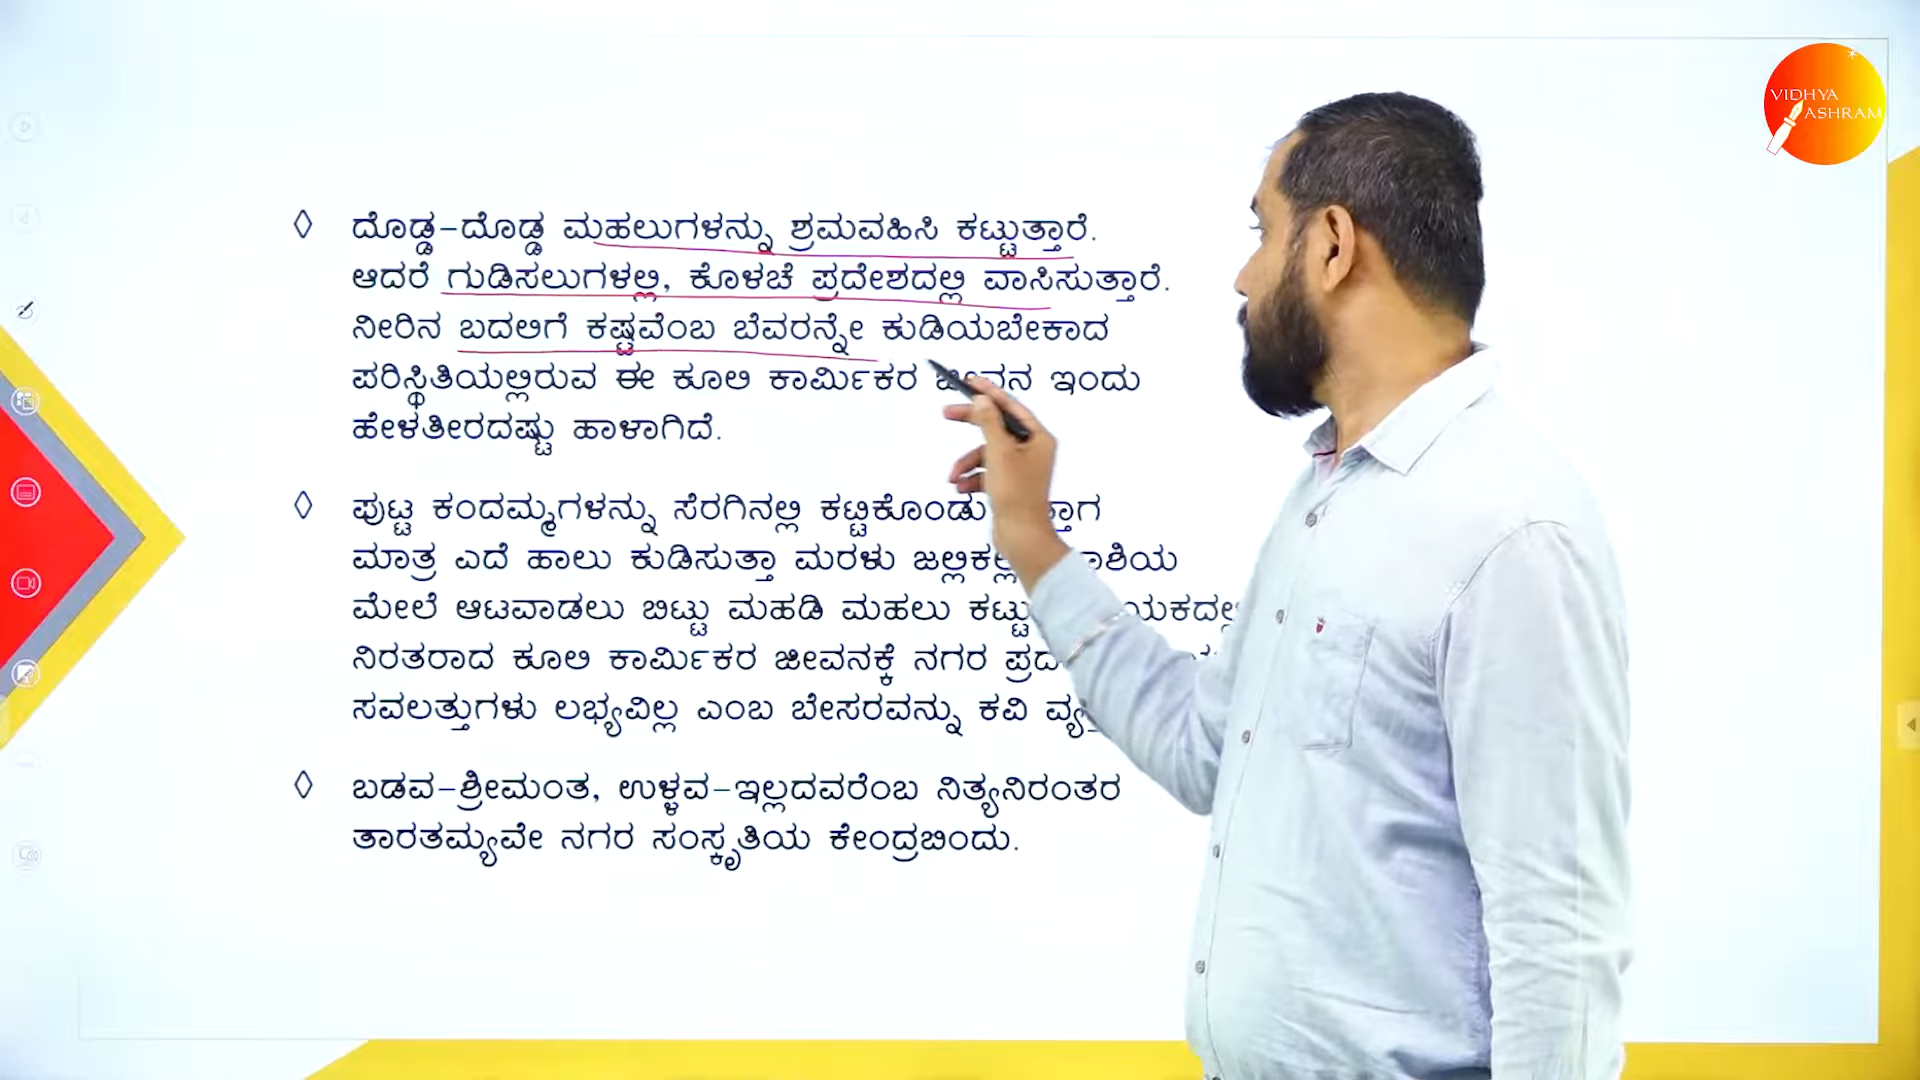 VIDHYA
ASHRAM
◊ ದೊಡ್ಡ-ದೊಡ್ಡ ಮಹಲುಗಳನ್ನು ಶ್ರಮವಹಿಸಿ ಕಟ್ಟುತ್ತಾರೆ.
ಆದರೆ ಗುಡಿಸಲುಗಳಲ್ಲಿ, ಕೊಳಚೆ ಪ್ರದೇಶದಲ್ಲಿ ವಾಸಿಸುತ್ತಾರೆ.
ನೀರಿನ ಬದಲಿಗೆ ಕಷ್ಟವೆಂಬ ಬೆವರನ್ನೇ ಕುಡಿಯಬೇಕಾದ
ಪರಿಸ್ಥಿತಿಯಲ್ಲಿರುವ ಈ ಕೂಲಿ ಕಾರ್ಮಿಕರ ಜೀವನ ಇಂದು
ಹೇಳತೀರದಷ್ಟು ಹಾಳಾಗಿದೆ.
◊ ಪುಟ್ಟ ಕಂದಮ್ಮಗಳನ್ನು ಸೆರಗಿನಲ್ಲಿ ಕಟ್ಟಿಕೊಂಡು
ಮಾತ್ರ ಎದೆ ಹಾಲು ಕುಡಿಸುತ್ತಾ ಮರಳು
ಮೇಲೆ ಆಟವಾಡಲು ಬಿಟ್ಟು ಮಹಡಿ ಮಹಲು
ನಿರತರಾದ ಕೂಲಿ ಕಾರ್ಮಿಕರ ಜೀವನಕ್ಕೆ ನಗರ
ಸವಲತ್ತುಗಳು ಲಭ್ಯವಿಲ್ಲ ಎಂಬ ಬೇಸರವನ್ನು ಕವಿ
◊ ಬಡವ-ಶ್ರೀಮಂತ, ಉಳ್ಳವ-ಇಲ್ಲದವರೆಂಬ ನಿತ್ಯನಿರಂತರ
ತಾರತಮ್ಯವೇ ನಗರ ಸಂಸ್ಕೃತಿಯ ಕೇಂದ್ರಬಿಂದು.